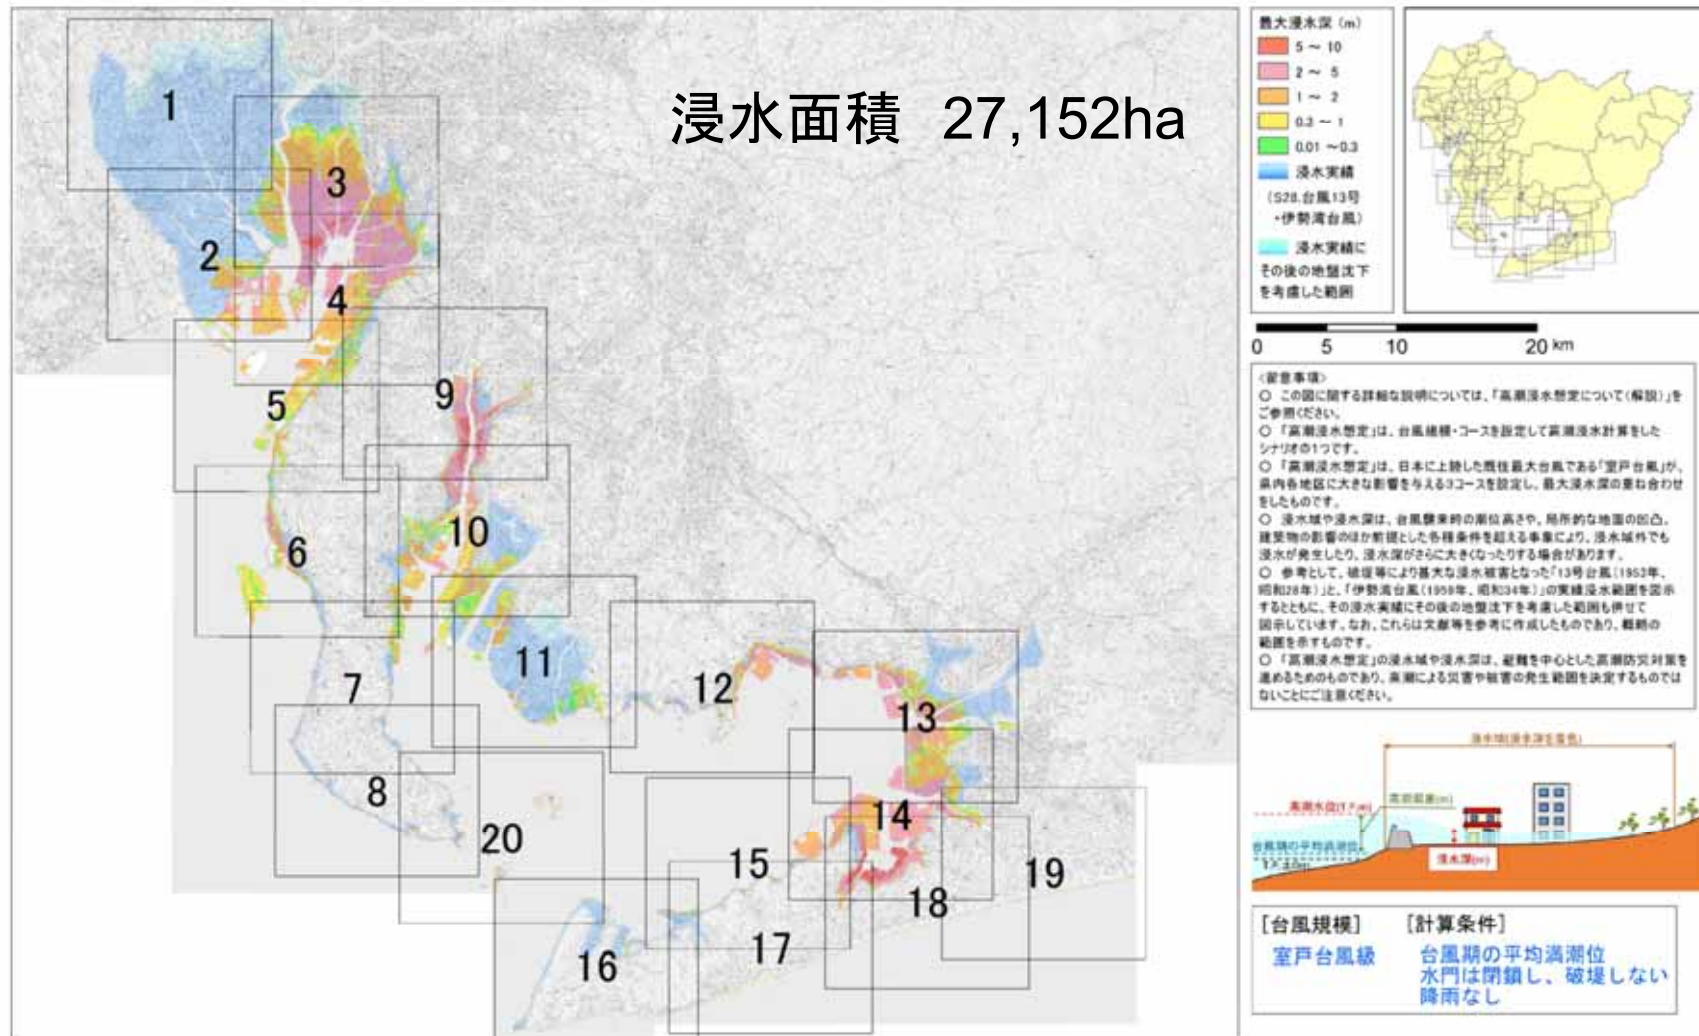 浸水面積 27,152ha
1
2
3
4
5
6
7
8
9
10
11
12
13
14
15
16
17
18
19
20
最大浸水深 (m)
5 ~ 10
2 ~ 5
1 ~ 2
0.3 ~ 1
0.01 ~0.3
浸水実績
(S28.台風13号
・伊勢湾台風)
浸水実績に
その後の地盤沈下
を考慮した範囲
0 5 10 20 km
<留意事項>
○ この図に関する詳細な説明については、「高潮浸水想定について(解説)」を
ご参照ください。
○ 「高潮浸水想定」は、台風規模・コースを設定して高潮浸水計算をした
シナリオの1つです。
○ 「高潮浸水想定」は、日本に上陸した既往最大台風である「室戸台風」が、
県内各地区に大きな影響を与える3コースを設定し、最大浸水深の重ね合わせ
をしたものです。
○ 浸水域や浸水深は、台風襲来時の潮位高さや、局所的な地面の凹凸、
建築物の影響のほか前提とした各種条件を超える事象により、浸水域外でも
浸水が発生したり、浸水深がさらに大きくなったりする場合があります。
○ 参考として、破堤等により甚大な浸水被害となった「13号台風(1953年、
昭和28年)」と、「伊勢湾台風(1959年、昭和34年)」の実績浸水範囲を図示
するとともに、その浸水実績にその後の地盤沈下を考慮した範囲も併せて
図示しています。なお、これらは文献等を参考に作成したものであり、概略の
範囲を示すものです。
○ 「高潮浸水想定」の浸水域や浸水深は、避難を中心とした高潮防災対策を
進めるためのものであり、高潮による災害や被害の発生範囲を決定するものでは
ないことにご注意ください。
浸水域(浸水深を着色)
高潮水位(T.P.m)
高潮偏差(m)
台風期の平均満潮位
T.P.±0m
浸水深(m)
[台風規模] [計算条件]
室戸台風級 台風期の平均満潮位
水門は閉鎖し、破堤しない
降雨なし